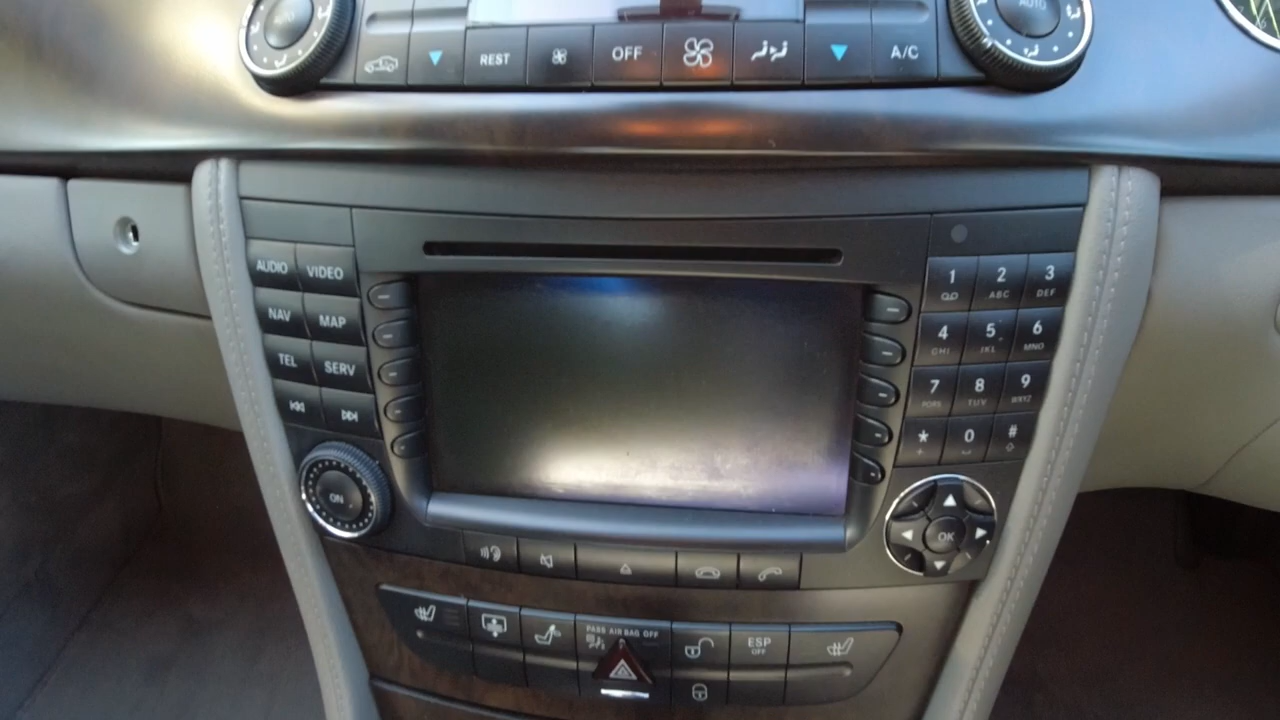 AUTO
AUTO
REST
OFF
A/C
AUDIO VIDEO
NAV MAP
TEL SERV
ON
1 2 ABC 3 DEF
4 GHI 5 JKL 6 MNO
7 PQRS 8 TUV 9 WXYZ
* 0 #
+
OK
PASS AIR BAG OFF
ESP
OFF